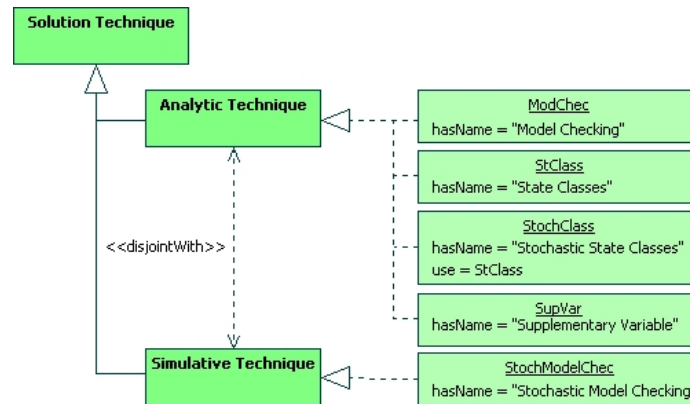 Solution Technique
Analytic Technique
ModChec
hasName = "Model Checking"
StClass
hasName = "State Classes"
StochClass
hasName = "Stochastic State Classes"
use = StClass
<<disjointWith>>
SupVar
hasName = "Supplementary Variable"
Simulative Technique
StochModelChec
hasName = "Stochastic Model Checking